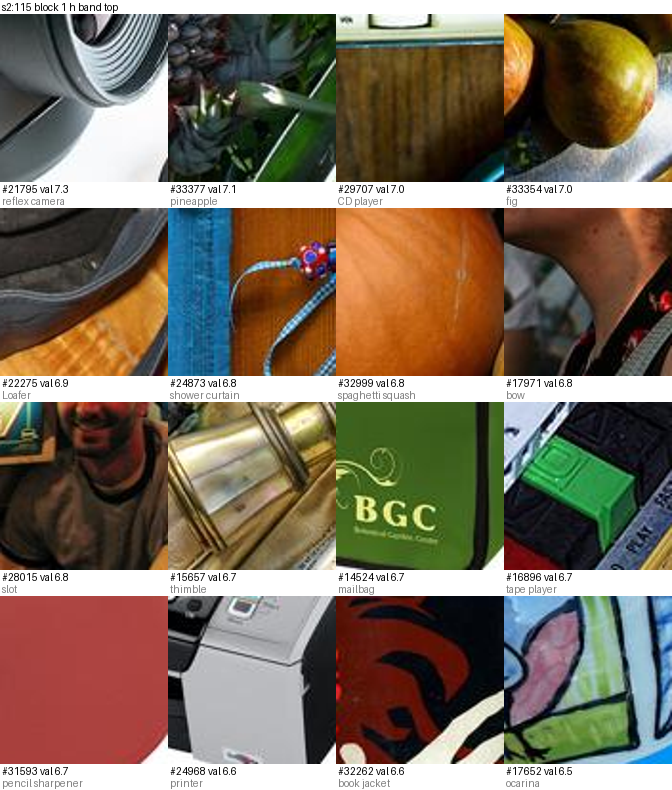 s2:115 block 1 h band top
VOL
#21795 val 7.3
reflex camera
#33377 val 7.1
pineapple
#29707 val 7.0
CD player
#33354 val 7.0
fig
#22275 val 6.9
Loafer
#24873 val 6.8
shower curtain
#32999 val 6.8
spaghetti squash
#17971 val 6.8
bow
BGC
Botanical Garden Center
PLAY
#28015 val 6.8
slot
#15657 val 6.7
thimble
#14524 val 6.7
mailbag
#16896 val 6.7
tape player
#31593 val 6.7
pencil sharpener
#24968 val 6.6
printer
#32262 val 6.6
book jacket
#17652 val 6.5
ocarina